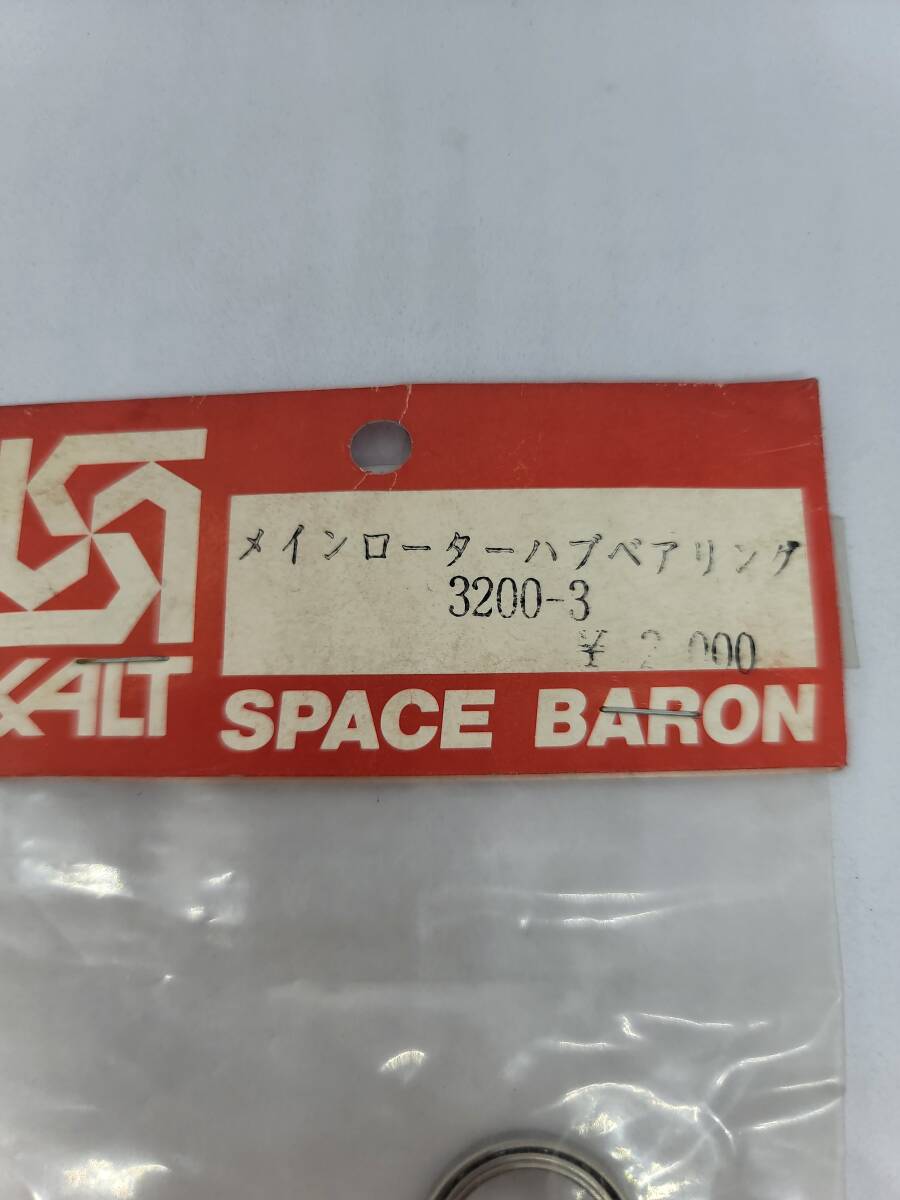 メインローターハブベアリング
3200-3
¥ 2,000
KALT
SPACE BARON